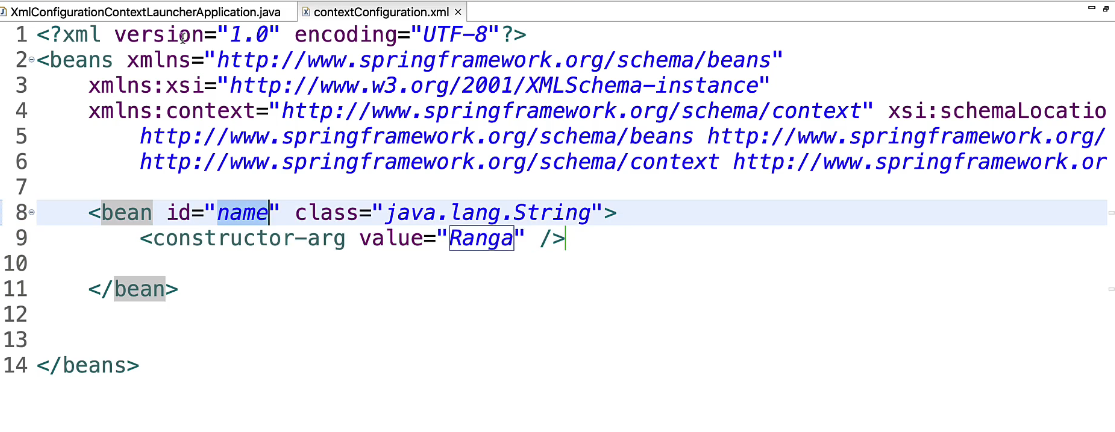 XmlConfigurationContextLauncherApplication.java contextConfiguration.xml
1 <?xml version="1.0" encoding="UTF-8"?>
2 <beans xmlns="http://www.springframework.org/schema/beans"
3 xmlns:xsi="http://www.w3.org/2001/XMLSchema-instance"
4 xmlns:context="http://www.springframework.org/schema/context" xsi:schemaLocatio
5 http://www.springframework.org/schema/beans http://www.springframework.org/
6 http://www.springframework.org/schema/context http://www.springframework.or
7
8 <bean id="name" class="java.lang.String">
9 <constructor-arg value="Ranga" />
10
11 </bean>
12
13
14 </beans>